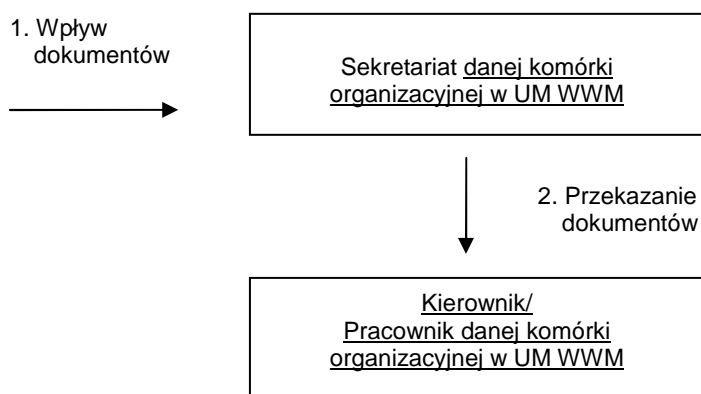 1. Wpływ
dokumentów
Sekretariat danej komórki
organizacyjnej w UM WWM
2. Przekazanie
dokumentów
Kierownik/
Pracownik danej komórki
organizacyjnej w UM WWM